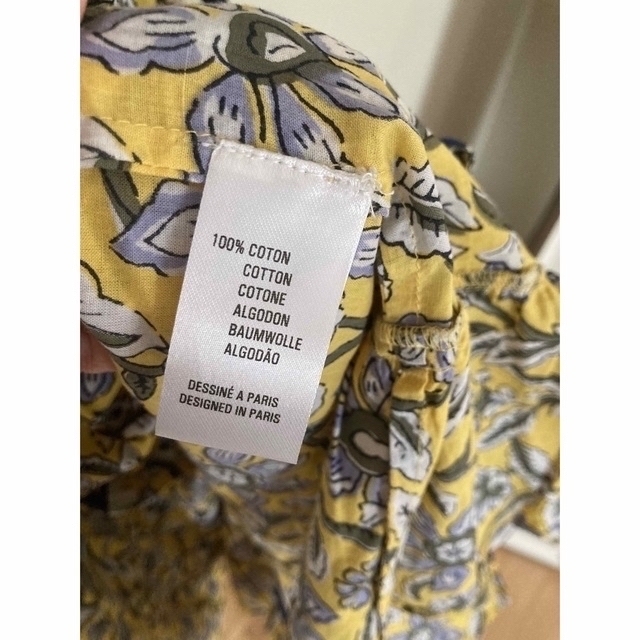 100% COTON
COTTON
COTONE
ALGODON
BAUMWOLLE
ALGODÃO
DESSINÉ A PARIS
DESIGNED IN PARIS